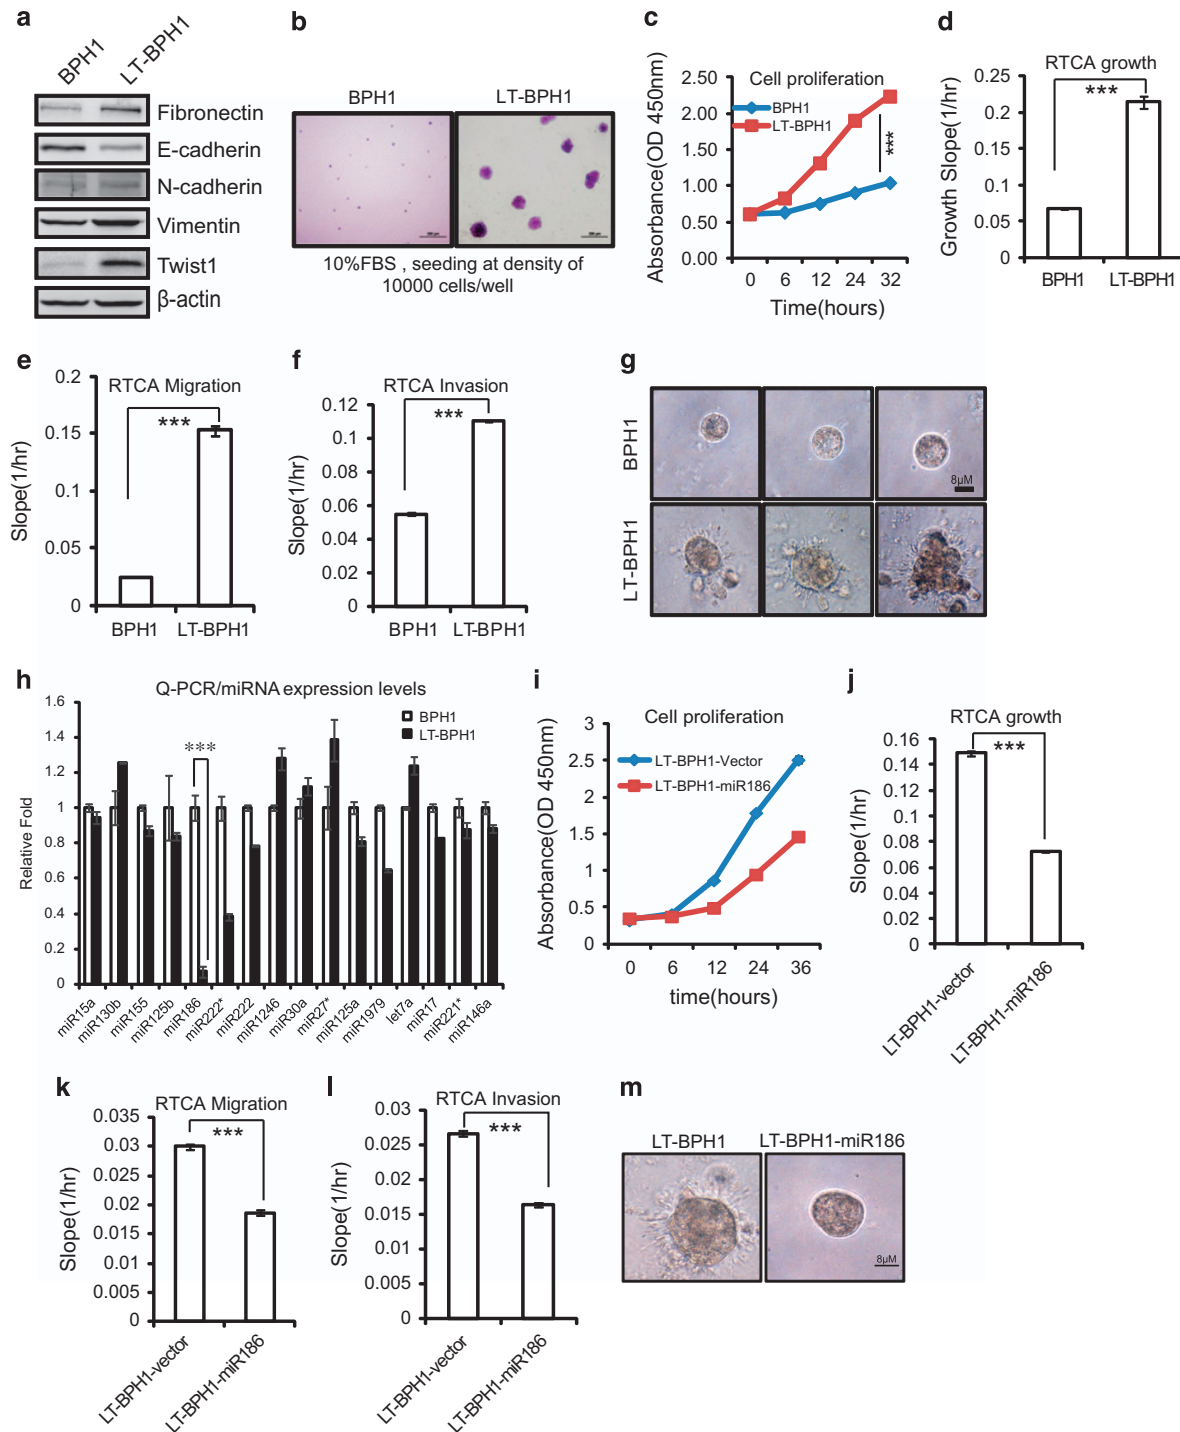 a
BPH1
LT-BPH1
Fibronectin
E-cadherin
N-cadherin
Vimentin
Twist1
β-actin
b
BPH1
LT-BPH1
10%FBS , seeding at density of
10000 cells/well
c
Cell proliferation
BPH1
LT-BPH1
***
Absorbance(OD 450nm)
2.50
2.00
1.50
1.00
0.50
0.00
0 6 12 24 32
Time(hours)
d
RTCA growth
***
Growth Slope(1/hr)
0.25
0.2
0.15
0.1
0.05
0
BPH1 LT-BPH1
e
RTCA Migration
***
Slope(1/hr)
0.2
0.15
0.1
0.05
0
BPH1 LT-BPH1
f
RTCA Invasion
***
Slope(1/hr)
0.12
0.1
0.08
0.06
0.04
0.02
0
BPH1 LT-BPH1
g
BPH1
8μM
LT-BPH1
h
Q-PCR/miRNA expression levels
BPH1
LT-BPH1
***
Relative Fold
1.6
1.4
1.2
1
0.8
0.6
0.4
0.2
0
miR15a miR130b miR155 miR125b miR186 miR222* miR222 miR1246 miR30a miR27* miR125a miR1979 let7a miR17 miR221* miR146a
i
Cell proliferation
LT-BPH1-Vector
LT-BPH1-miR186
Absorbance(OD 450nm)
3
2.5
2
1.5
1
0.5
0
0 6 12 24 36
time(hours)
j
RTCA growth
***
Slope(1/hr)
0.16
0.14
0.12
0.1
0.08
0.06
0.04
0.02
0
LT-BPH1-vector
LT-BPH1-miR186
k
RTCA Migration
***
Slope(1/hr)
0.035
0.03
0.025
0.02
0.015
0.01
0.005
0
LT-BPH1-vector
LT-BPH1-miR186
l
RTCA Invasion
***
Slope(1/hr)
0.03
0.025
0.02
0.015
0.01
0.005
0
LT-BPH1-vector
LT-BPH1-miR186
m
LT-BPH1
LT-BPH1-miR186
8μM